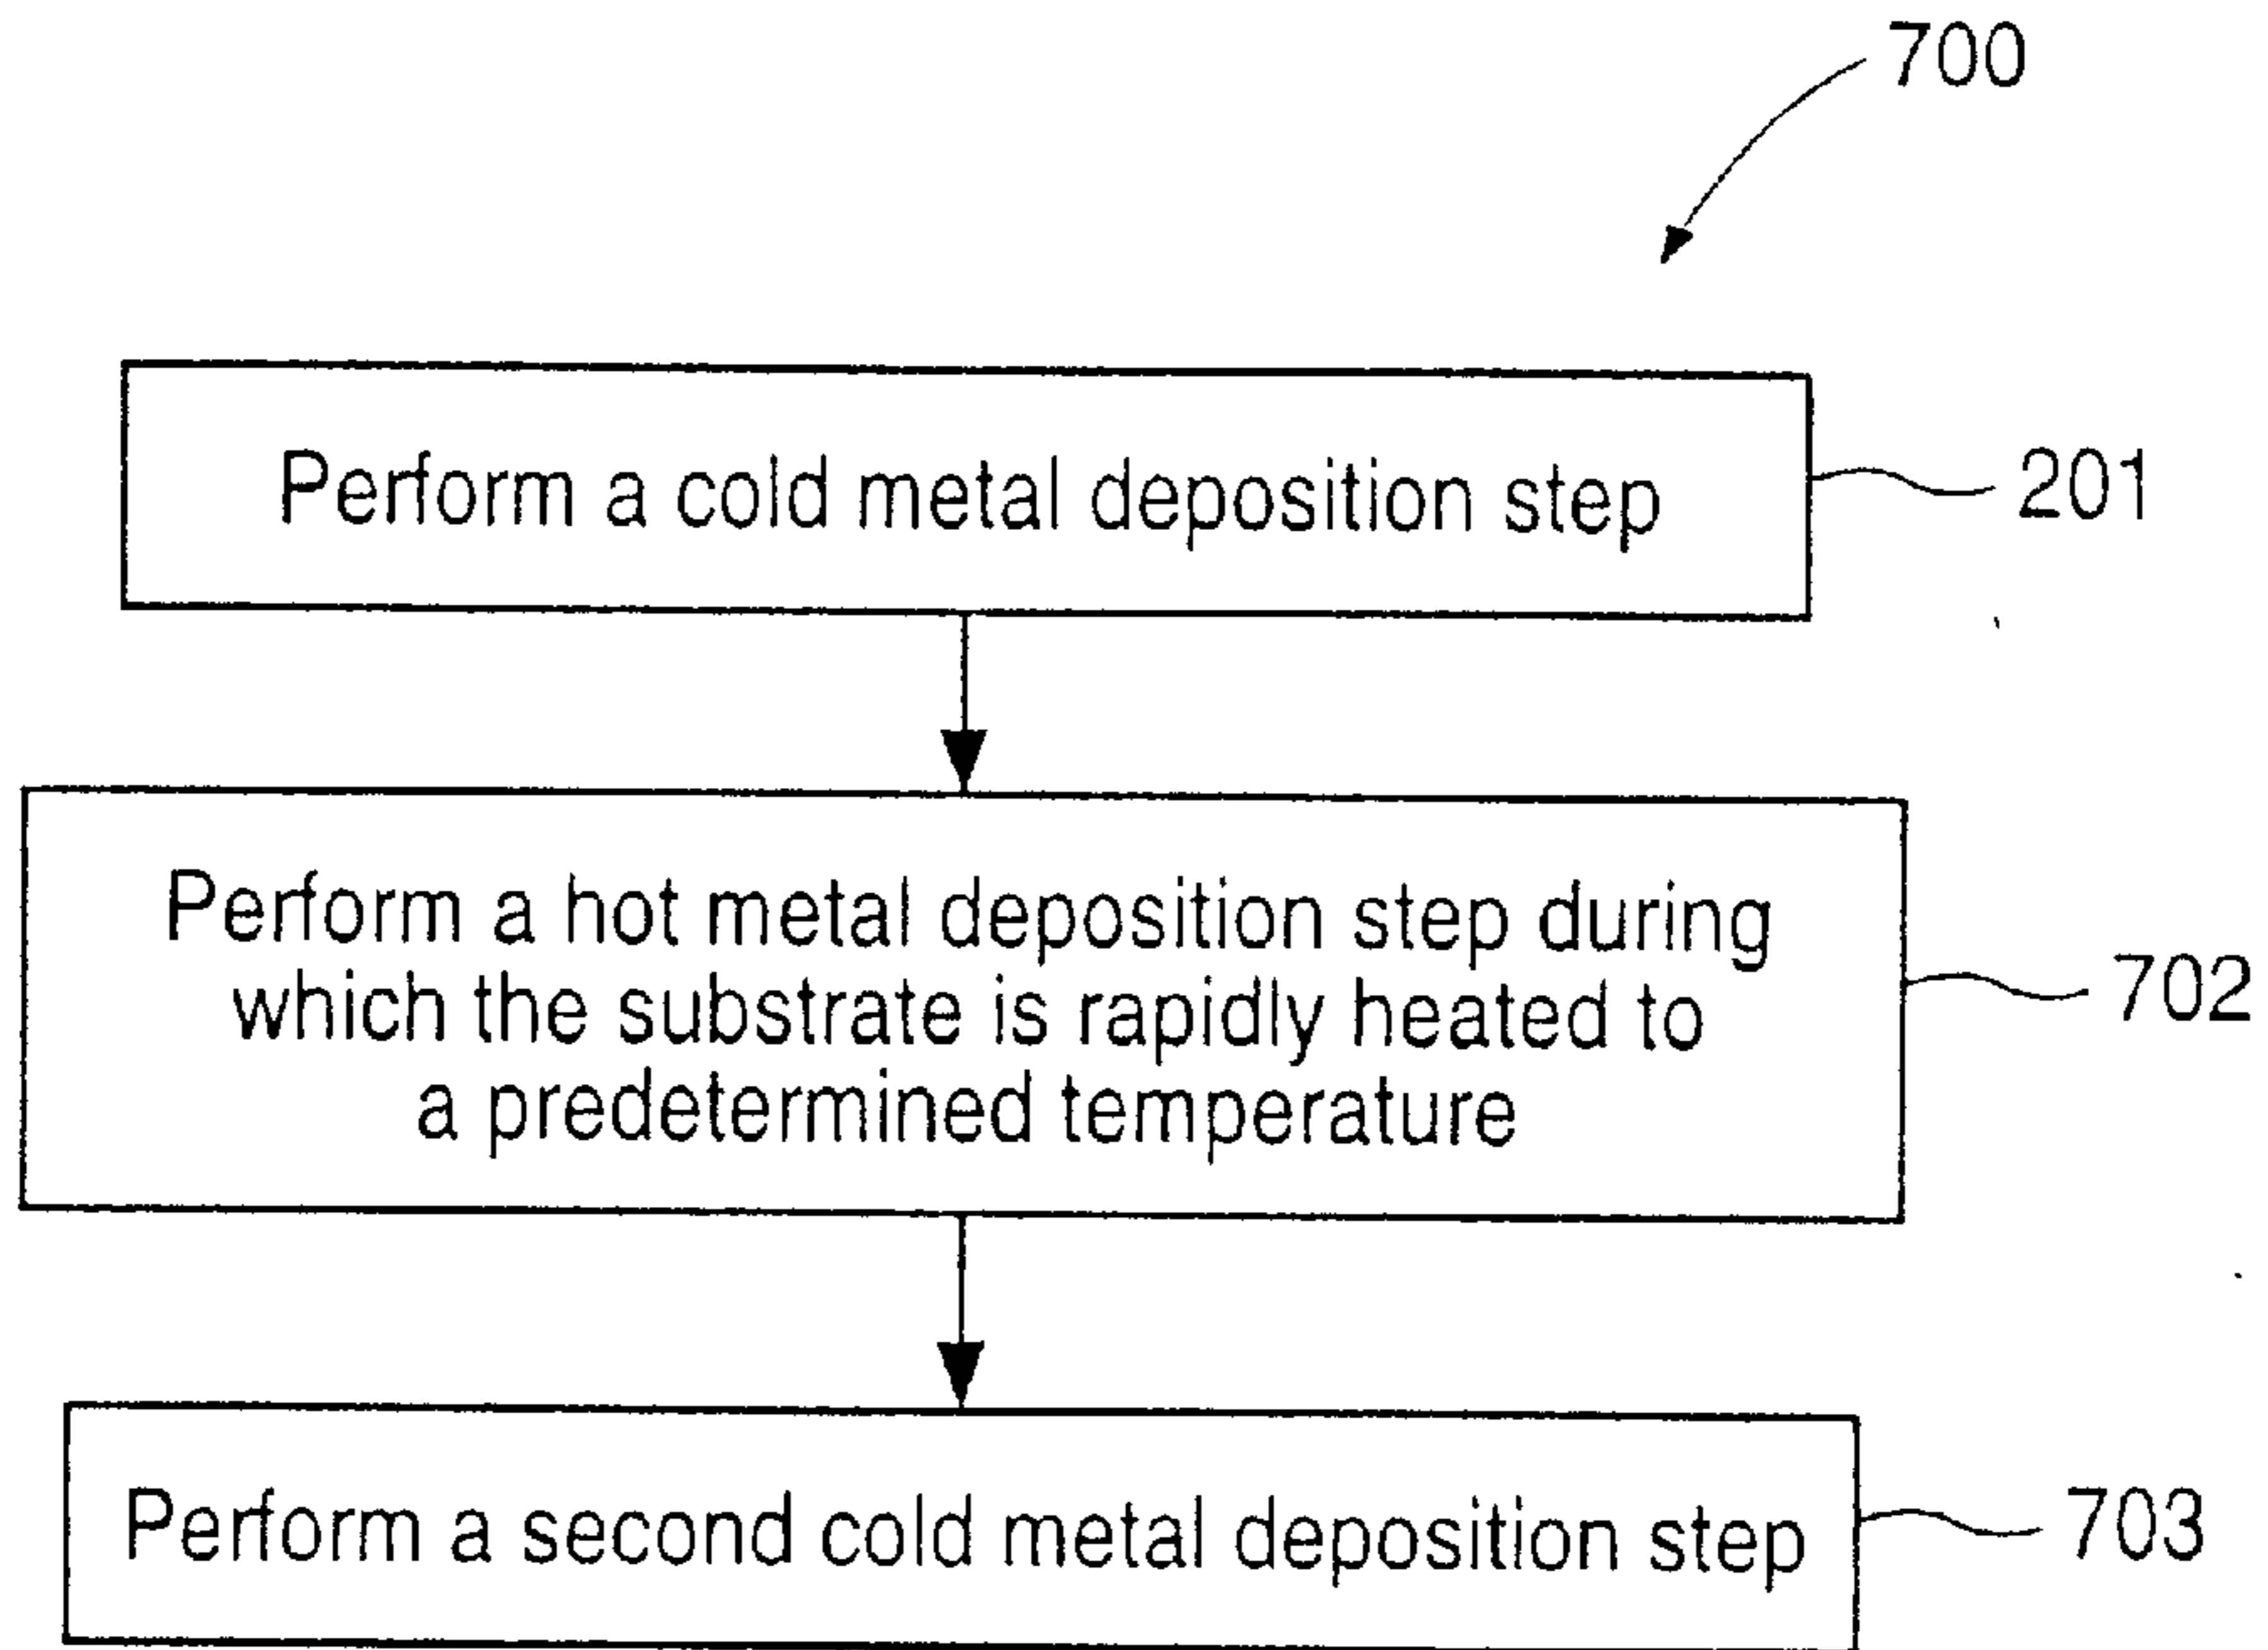 700
Perform a cold metal deposition step
201
Perform a hot metal deposition step during
which the substrate is rapidly heated to
a predetermined temperature
702
Perform a second cold metal deposition step
703